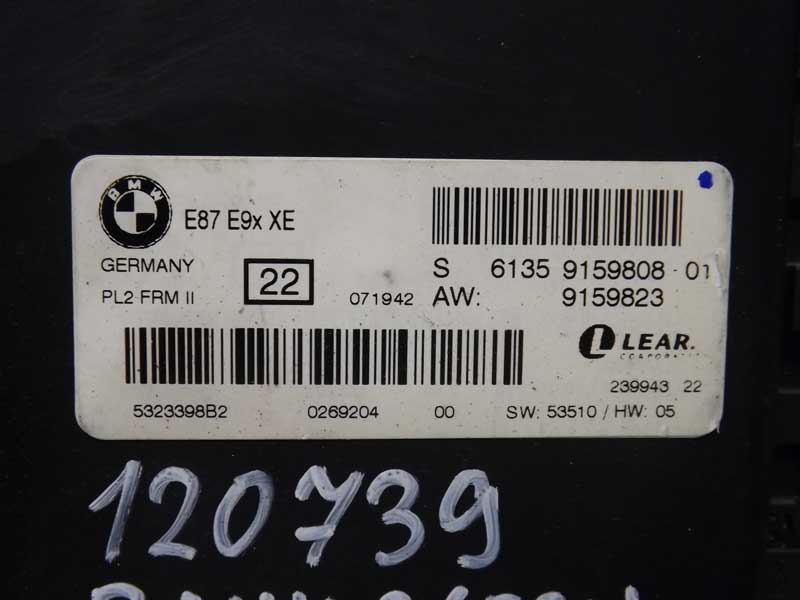 BMW
E87 E9x XE
S 6135 9159808 - 01
GERMANY
22
PL2 FRM II
071942
AW: 9159823
LEAR.
CORPORATION
239943 22
5323398B2 0269204 00 SW: 53510 / HW: 05
120739